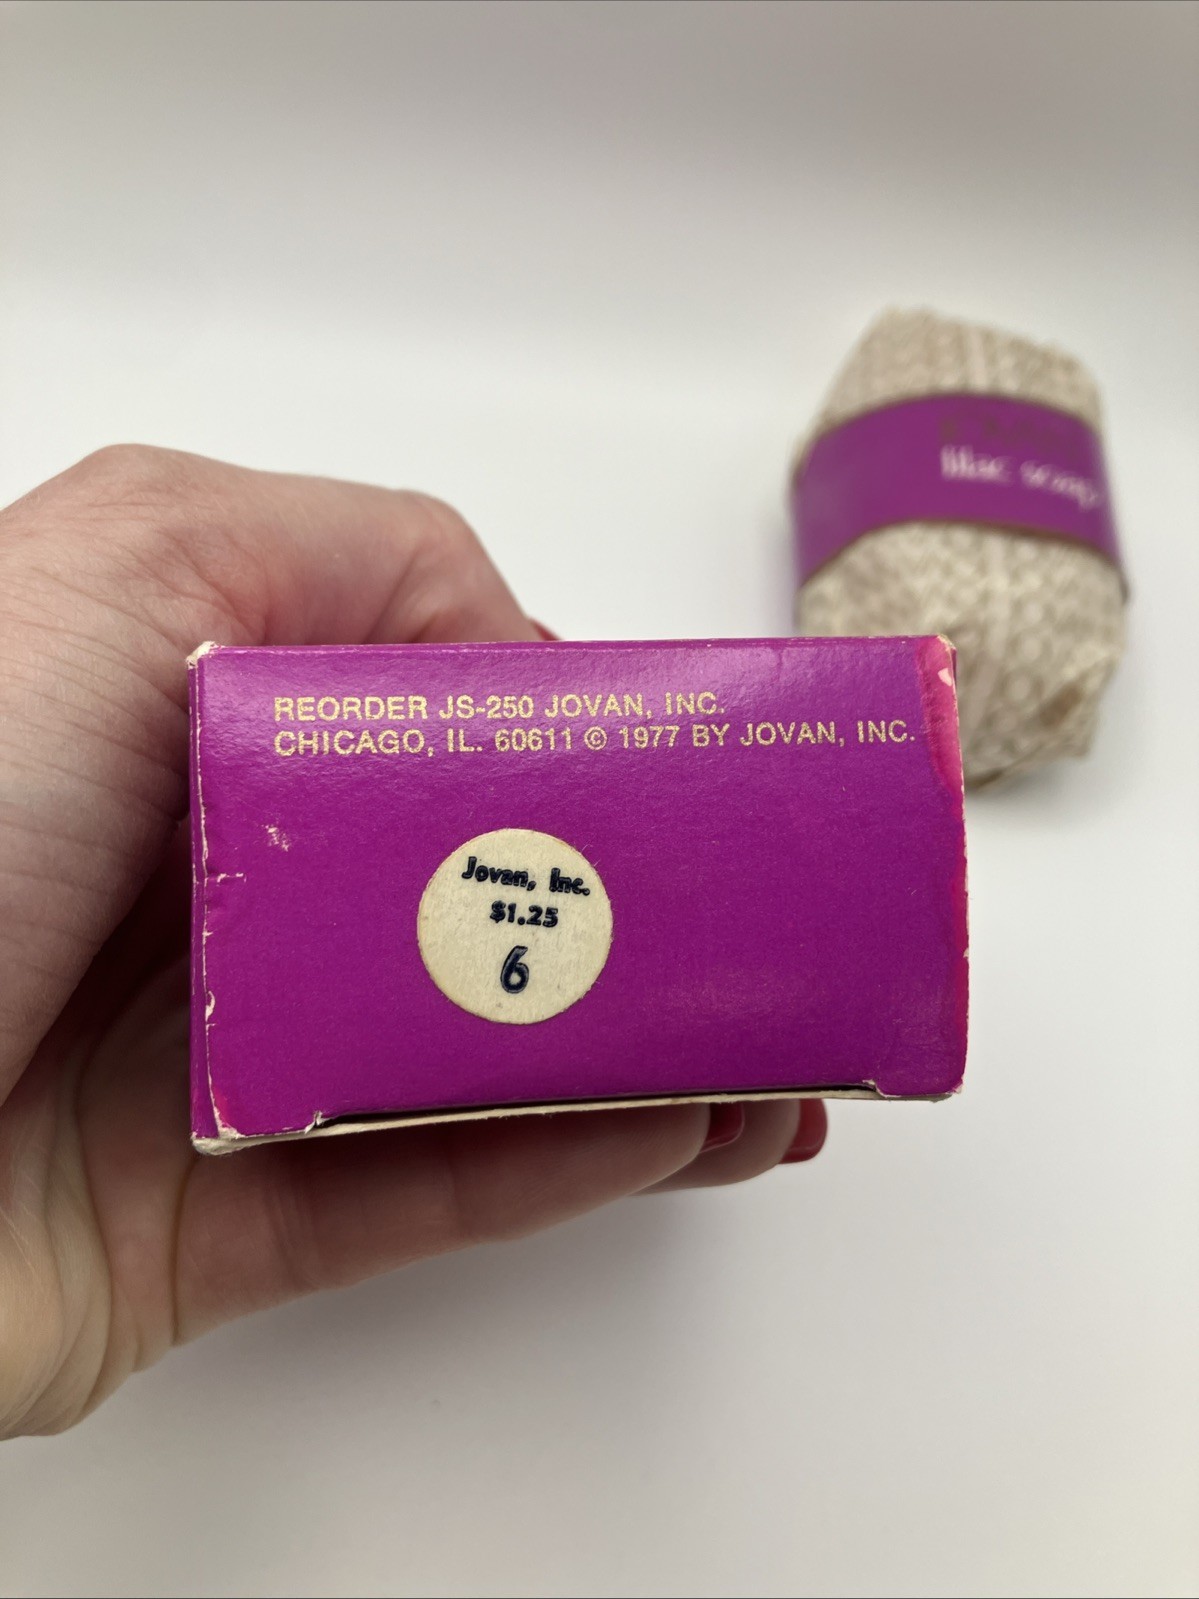 REORDER JS-250 JOVAN, INC.
CHICAGO, IL. 60611 © 1977 BY JOVAN, INC.
Jovan, Inc.
$1.25
6
lilac soap